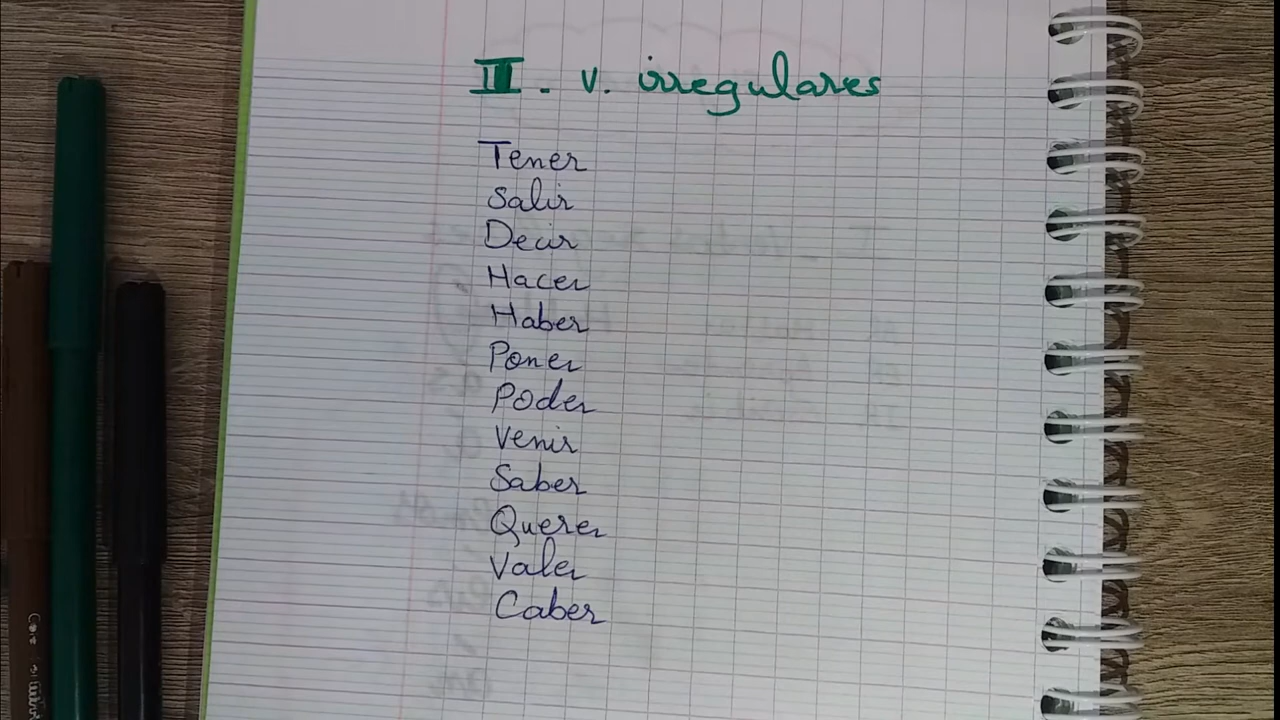 II. v. irregulares
Tener
Salir
Decir
Hacer
Haber
Poner
Poder
Venir
Saber
Querer
Valer
Caber